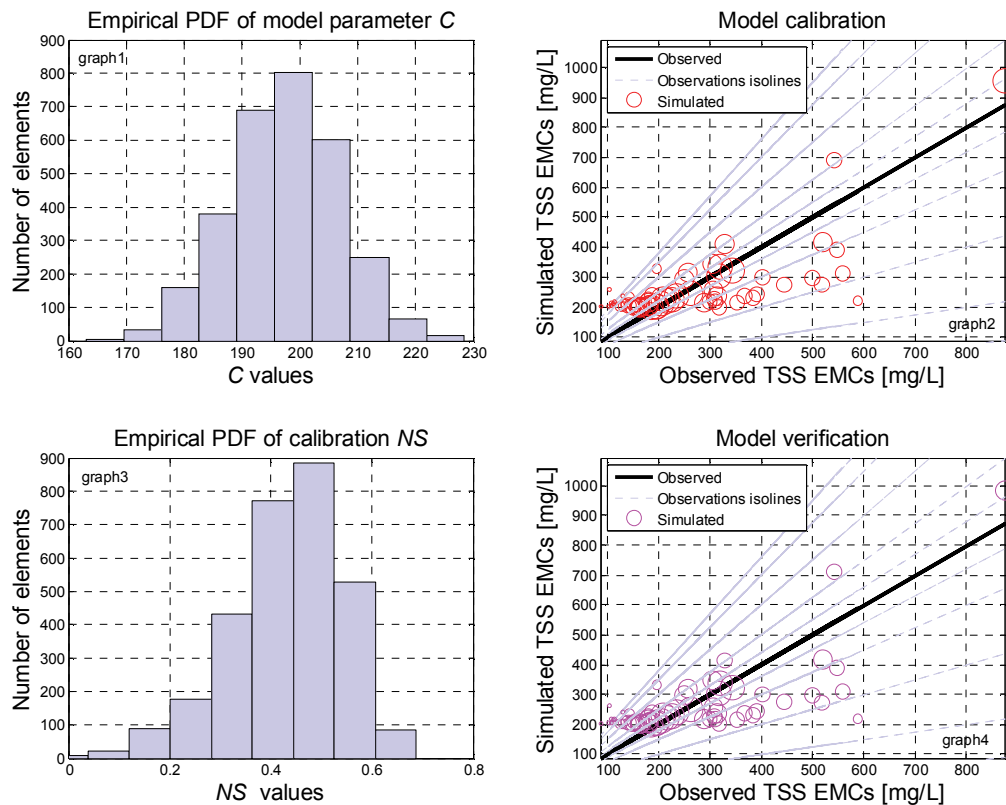 Empirical PDF of model parameter C
graph1
Number of elements
900
800
700
600
500
400
300
200
100
0
160 170 180 190 200 210 220 230
C values
Model calibration
Observed
Observations isolines
Simulated
Simulated TSS EMCs [mg/L]
1000
900
800
700
600
500
400
300
200
100
graph2
100 200 300 400 500 600 700 800
Observed TSS EMCs [mg/L]
Empirical PDF of calibration NS
graph3
Number of elements
900
800
700
600
500
400
300
200
100
0
0 0.2 0.4 0.6 0.8
NS values
Model verification
Observed
Observations isolines
Simulated
Simulated TSS EMCs [mg/L]
1000
900
800
700
600
500
400
300
200
100
graph4
100 200 300 400 500 600 700 800
Observed TSS EMCs [mg/L]